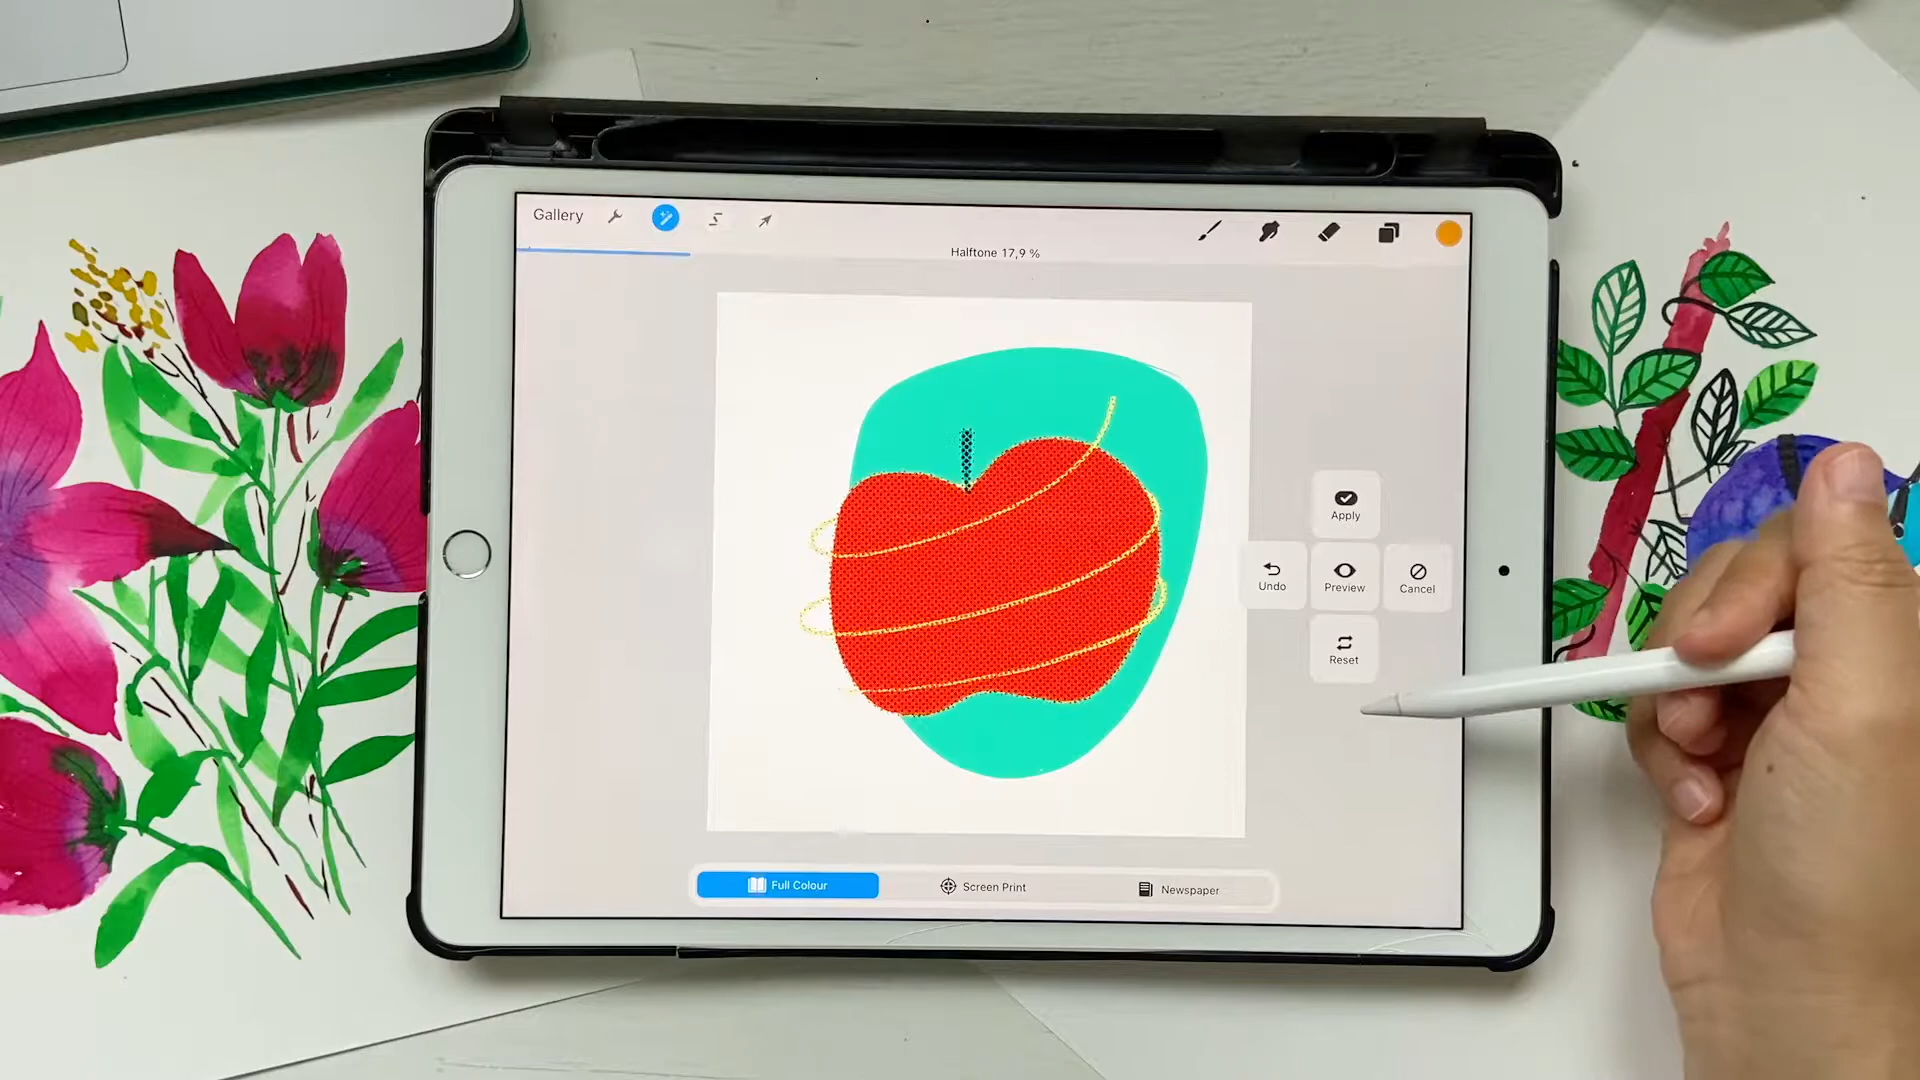 Gallery
Halftone 17,9 %
Apply
Undo
Preview
Cancel
Reset
Full Colour
Screen Print
Newspaper